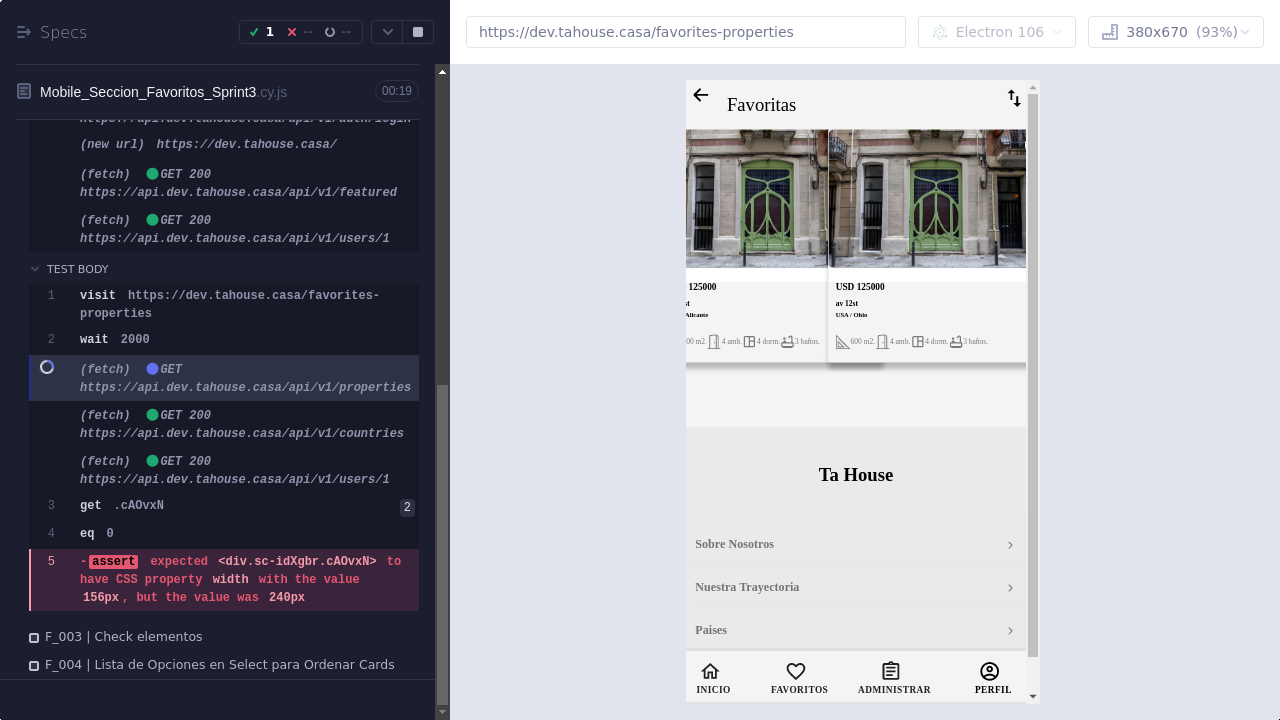 Specs
1
--
--
https://dev.tahouse.casa/favorites-properties
Electron 106
380x670 (93%)
Mobile_Seccion_Favoritos_Sprint3.cy.js
00:19
https://api.dev.tahouse.casa/api/v1/auth/login
(new url) https://dev.tahouse.casa/
(fetch) GET 200
https://api.dev.tahouse.casa/api/v1/featured
(fetch) GET 200
https://api.dev.tahouse.casa/api/v1/users/1
TEST BODY
1 visit https://dev.tahouse.casa/favorites-
properties
2 wait 2000
(fetch) GET
https://api.dev.tahouse.casa/api/v1/properties
(fetch) GET 200
https://api.dev.tahouse.casa/api/v1/countries
(fetch) GET 200
https://api.dev.tahouse.casa/api/v1/users/1
3 get .cAOvxN 2
4 eq 0
5 -assert expected <div.sc-idXgbr.cAOvxN> to
have CSS property width with the value
156px, but the value was 240px
F_003 | Check elementos
F_004 | Lista de Opciones en Select para Ordenar Cards
Favoritas
125000
st
Alicante
00 m2. 4 amb. 4 dorm. 3 baños.
USD 125000
av 12st
USA / Ohio
600 m2. 4 amb. 4 dorm. 3 baños.
Ta House
Sobre Nosotros
Nuestra Trayectoria
Paises
INICIO
FAVORITOS
ADMINISTRAR
PERFIL